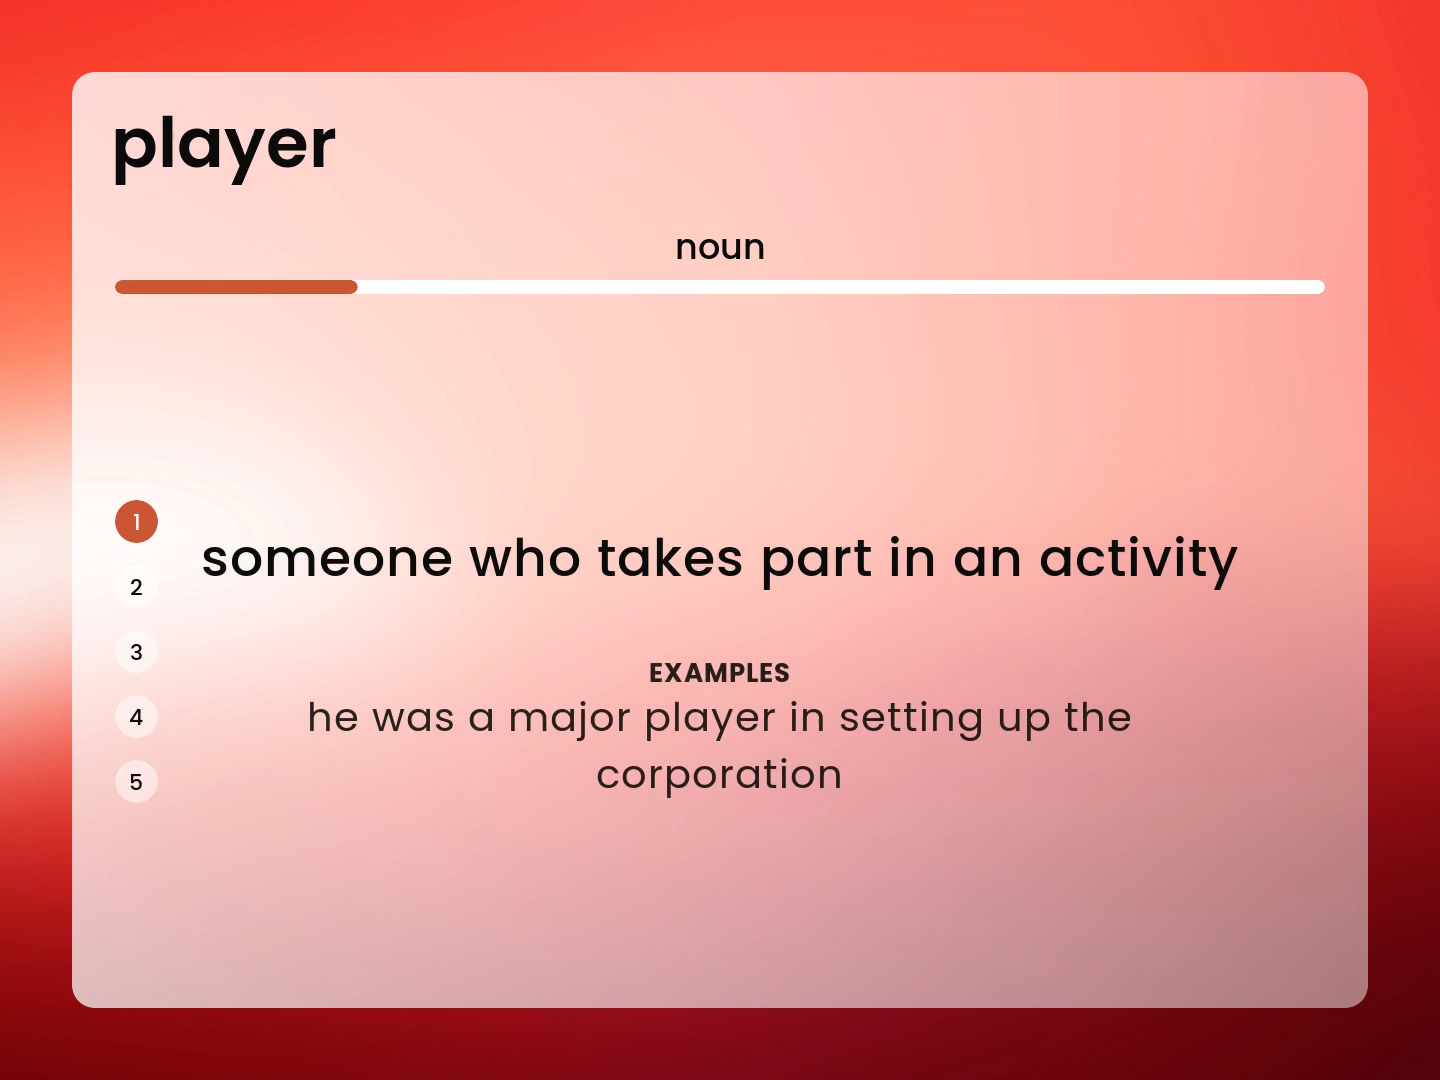 player
noun
1
2
3
4
5
someone who takes part in an activity
EXAMPLES
he was a major player in setting up the
corporation